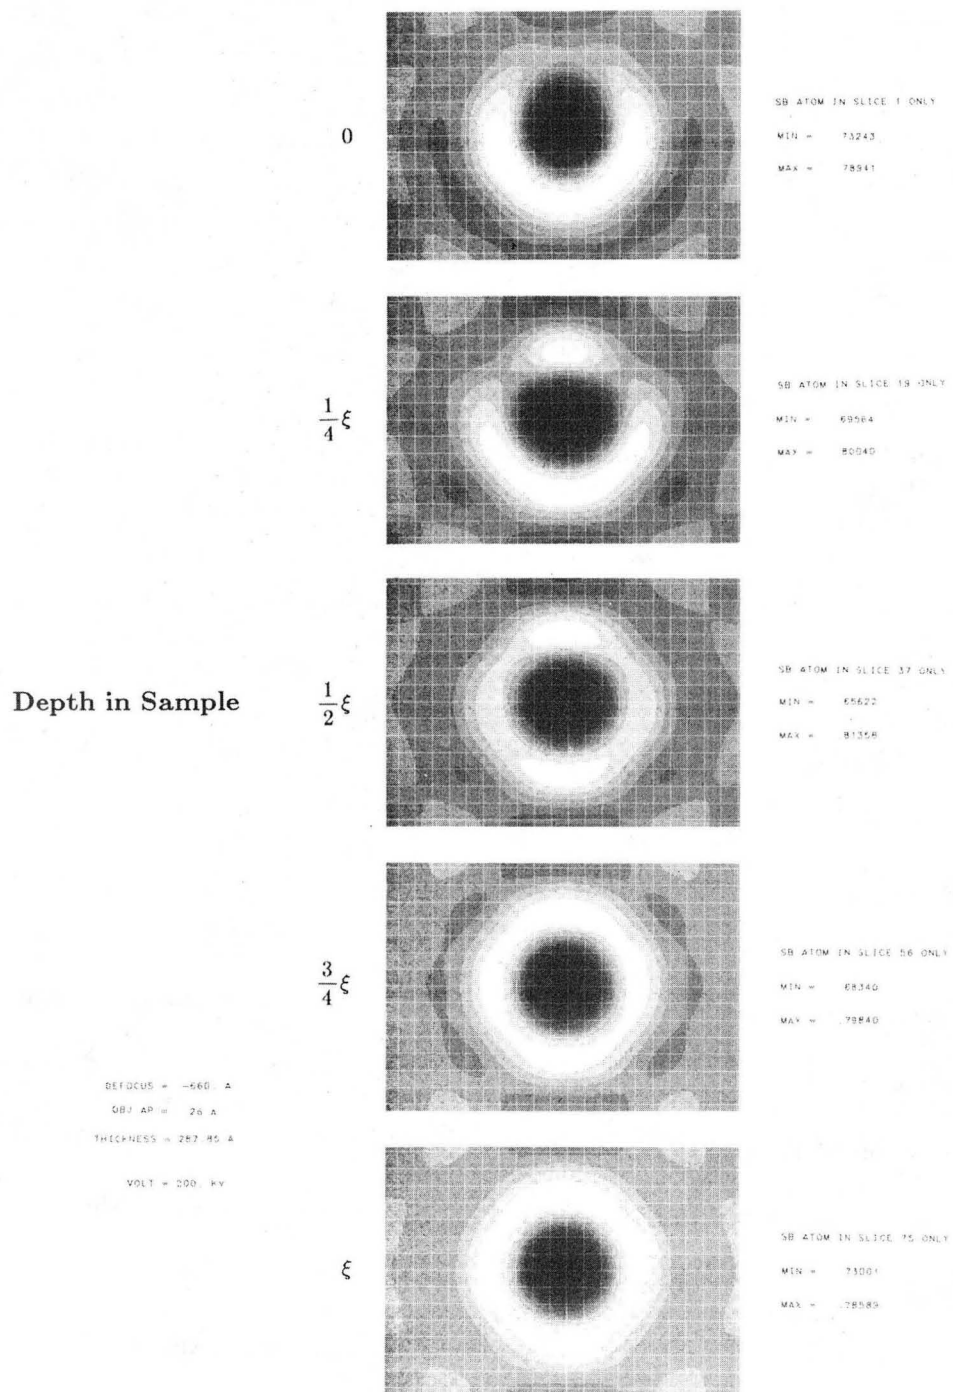 0
SB ATOM IN SLICE 1 ONLY
MIN = .73243
MAX = .78941
1/4 ξ
SB ATOM IN SLICE 19 ONLY
MIN = .69564
MAX = .80040
Depth in Sample
1/2 ξ
SB ATOM IN SLICE 37 ONLY
MIN = .65622
MAX = .81358
3/4 ξ
SB ATOM IN SLICE 56 ONLY
MIN = .68340
MAX = .79840
DEFOCUS = -660. A
OBJ AP = .26 A
THICKNESS = 287.85 A
VOLT = 200. KV
ξ
SB ATOM IN SLICE 75 ONLY
MIN = .73001
MAX = .78589